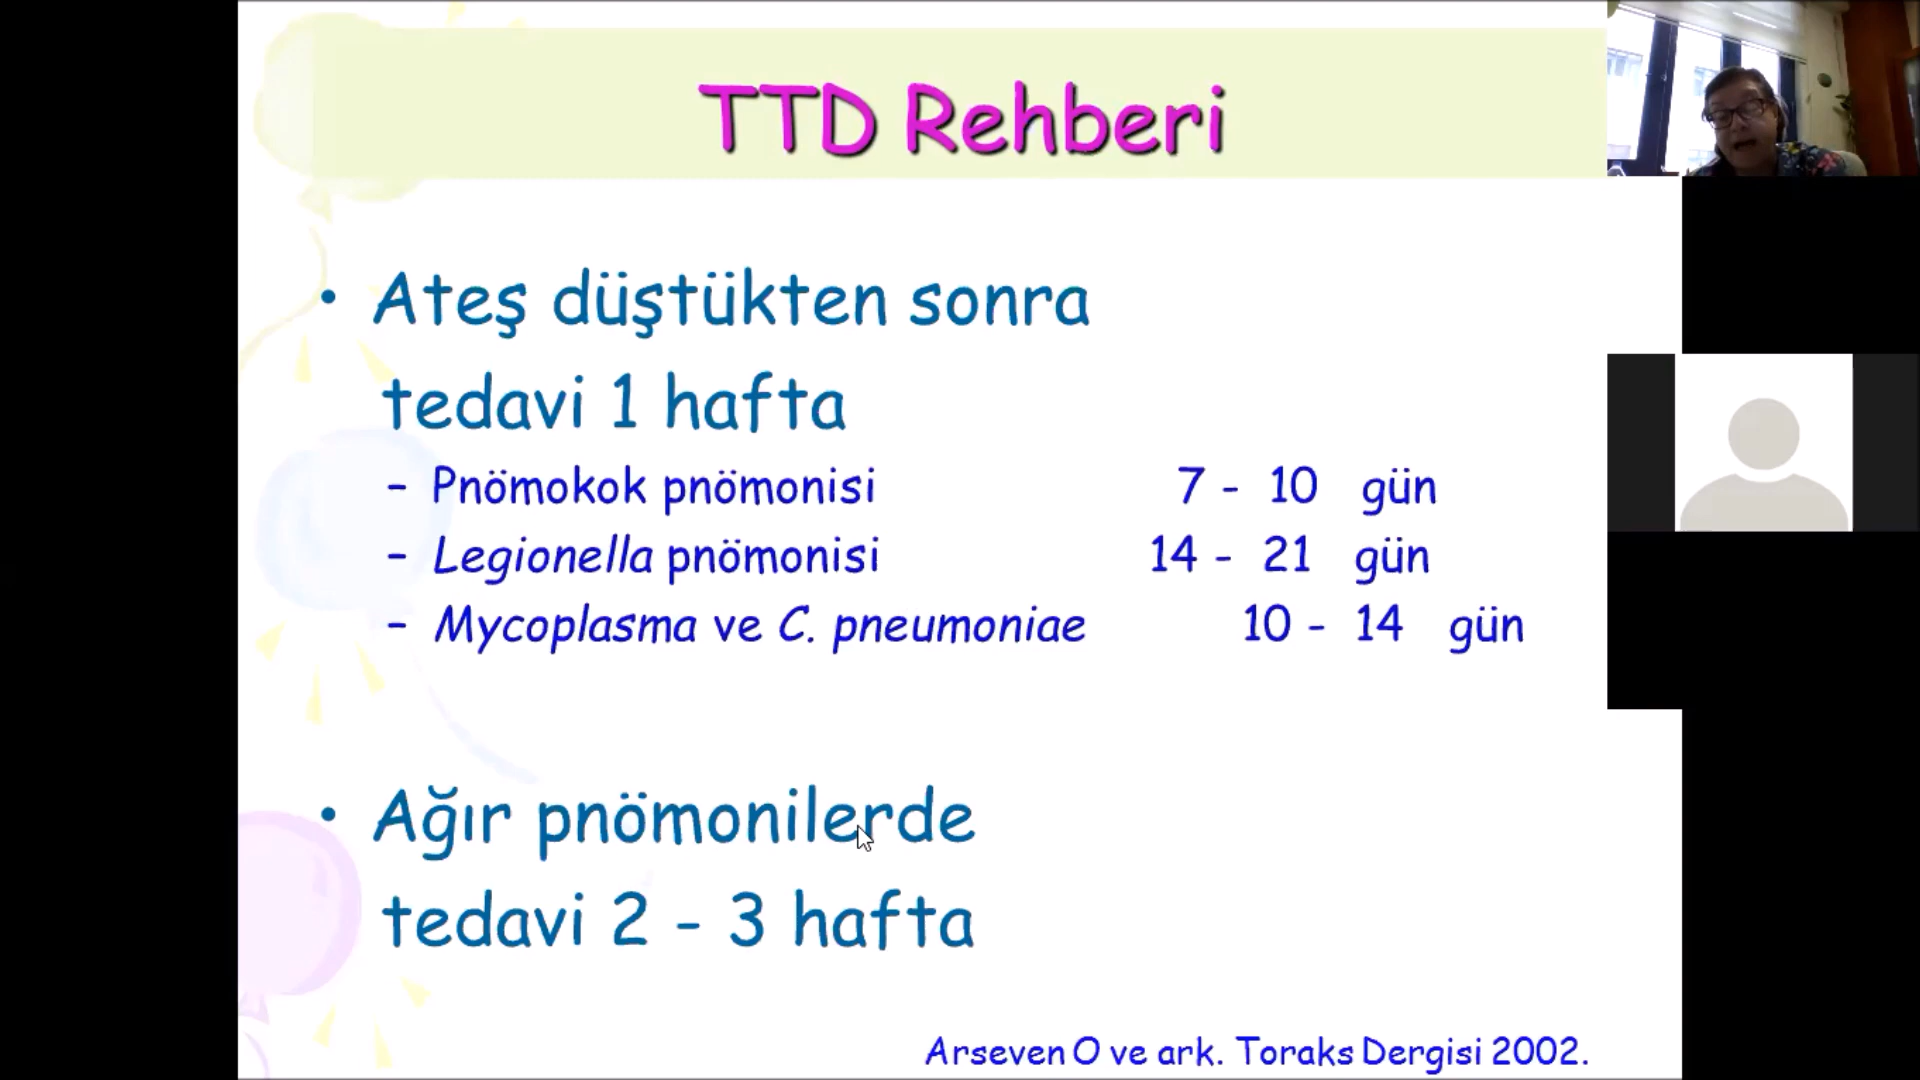 TTD Rehberi
• Ateş düştükten sonra
tedavi 1 hafta
– Pnömokok pnömonisi 7 - 10 gün
– Legionella pnömonisi 14 - 21 gün
– Mycoplasma ve C. pneumoniae 10 - 14 gün
• Ağır pnömonilerde
tedavi 2 - 3 hafta
Arseven O ve ark. Toraks Dergisi 2002.